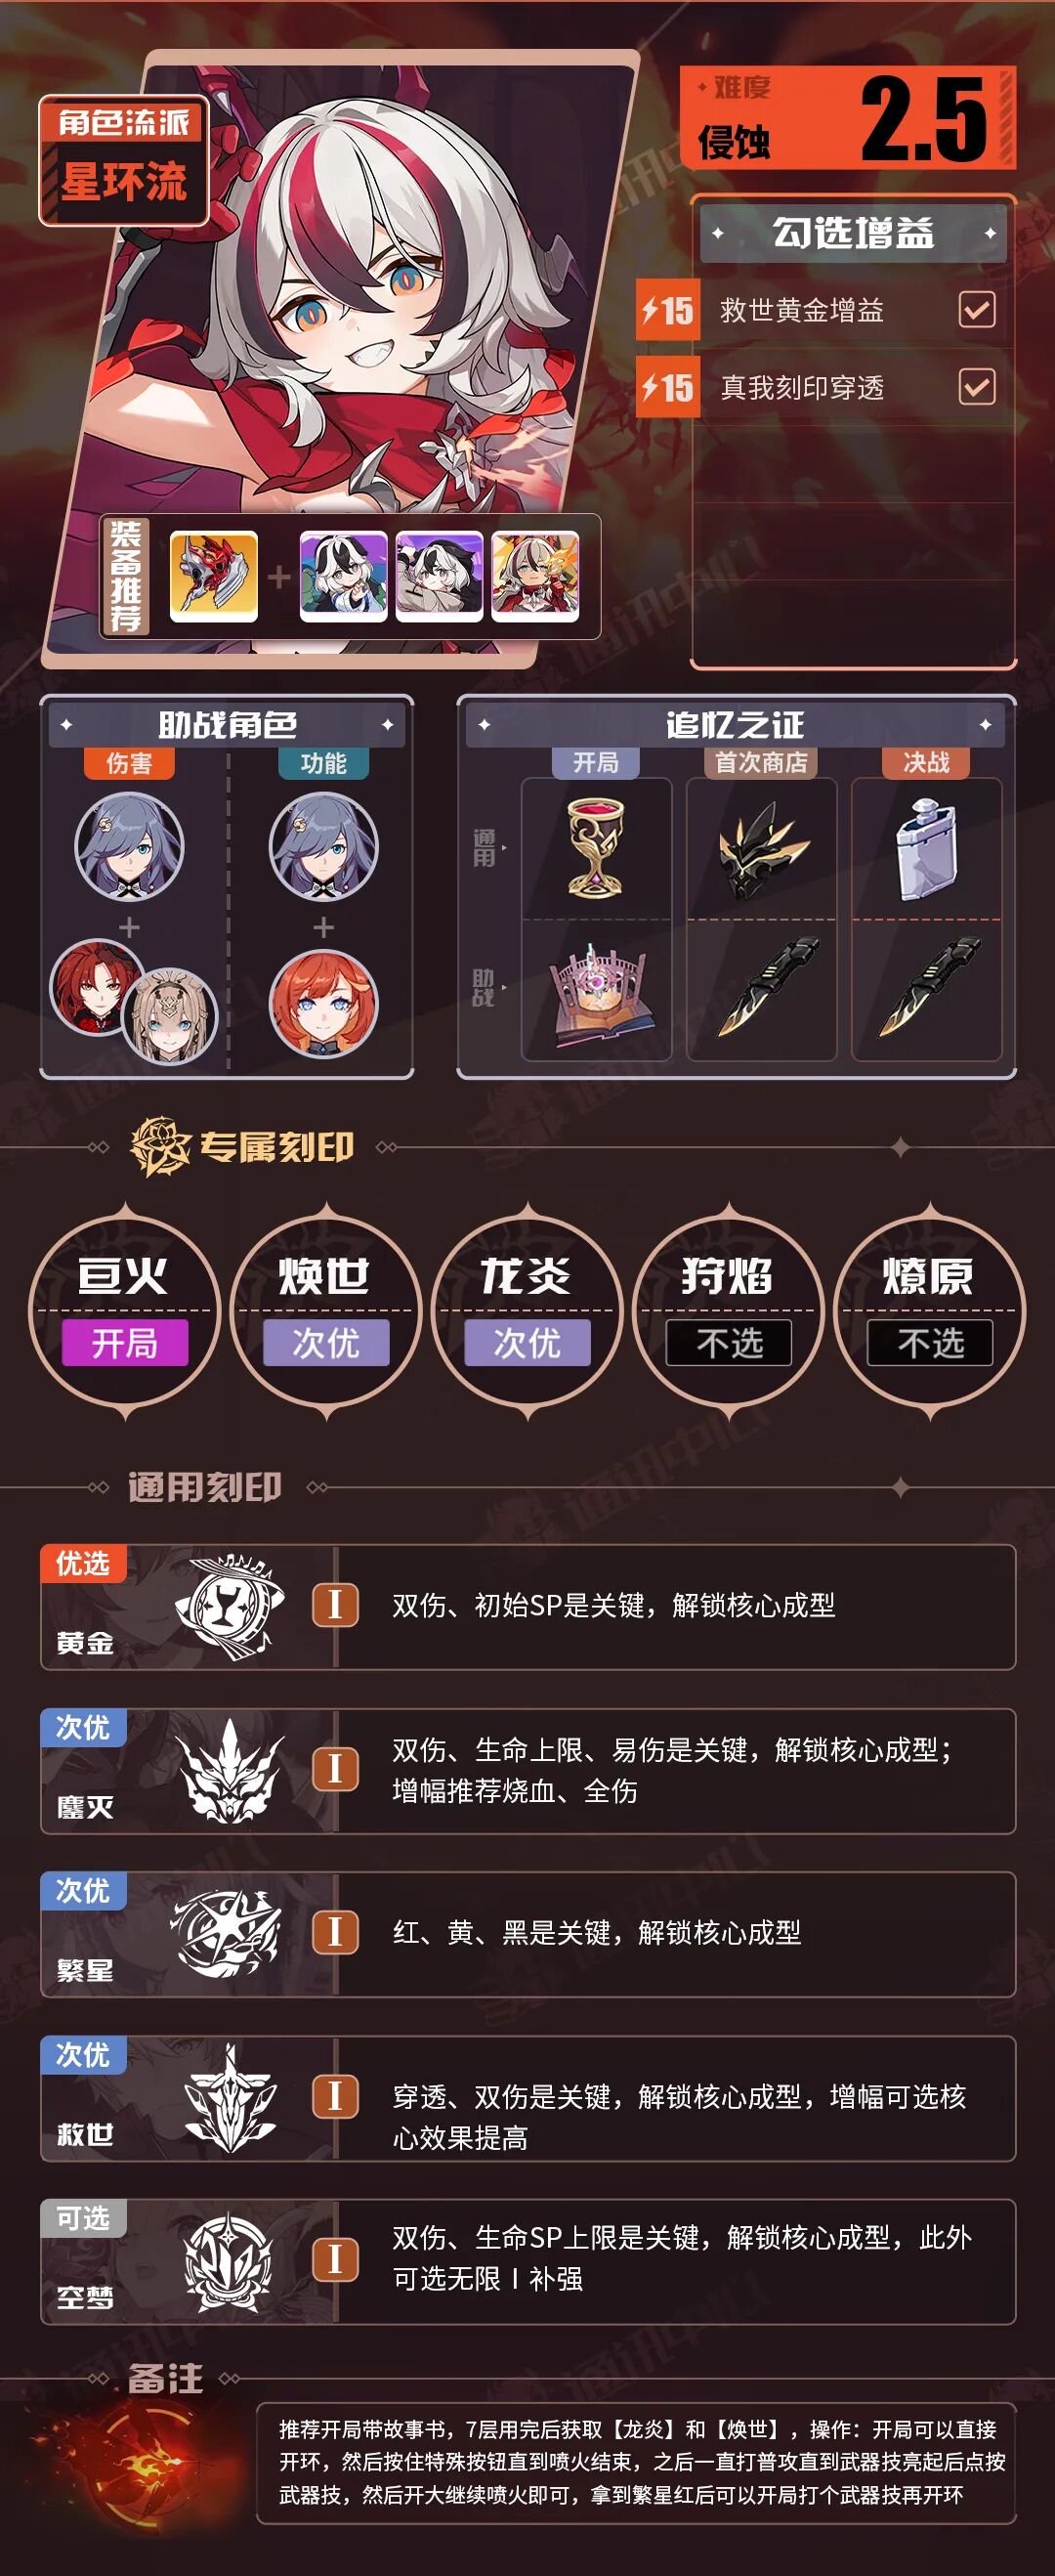 角色流派
星环流
难度
侵蚀
2.5
勾选增益
15 救世黄金增益
15 真我刻印穿透
装备推荐
助战角色
伤害
功能
追忆之证
开局
首次商店
决战
通用
助战
专属刻印
巨火
开局
焕世
次优
龙炎
次优
狩焰
不选
燎原
不选
通用刻印
优选
黄金
I
双伤、初始SP是关键，解锁核心成型
次优
鏖灭
I
双伤、生命上限、易伤是关键，解锁核心成型；
增幅推荐烧血、全伤
次优
繁星
I
红、黄、黑是关键，解锁核心成型
次优
救世
I
穿透、双伤是关键，解锁核心成型，增幅可选核
心效果提高
可选
空梦
I
双伤、生命SP上限是关键，解锁核心成型，此外
可选无限Ⅰ补强
备注
推荐开局带故事书，7层用完后获取【龙炎】和【焕世】，操作：开局可以直接
开环，然后按住特殊按钮直到喷火结束，之后一直打普攻直到武器技亮起后点按
武器技，然后开大继续喷火即可，拿到繁星红后可以开局打个武器技再开环